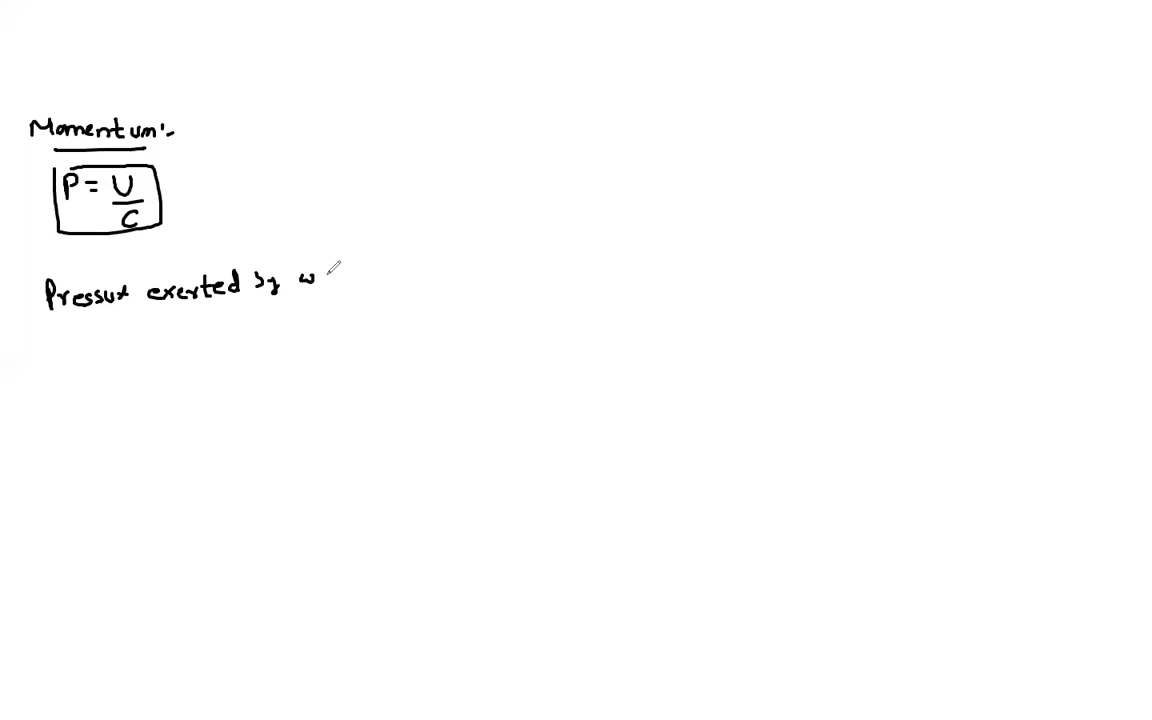 Momentum:-
P = U/C
Pressure exerted by w